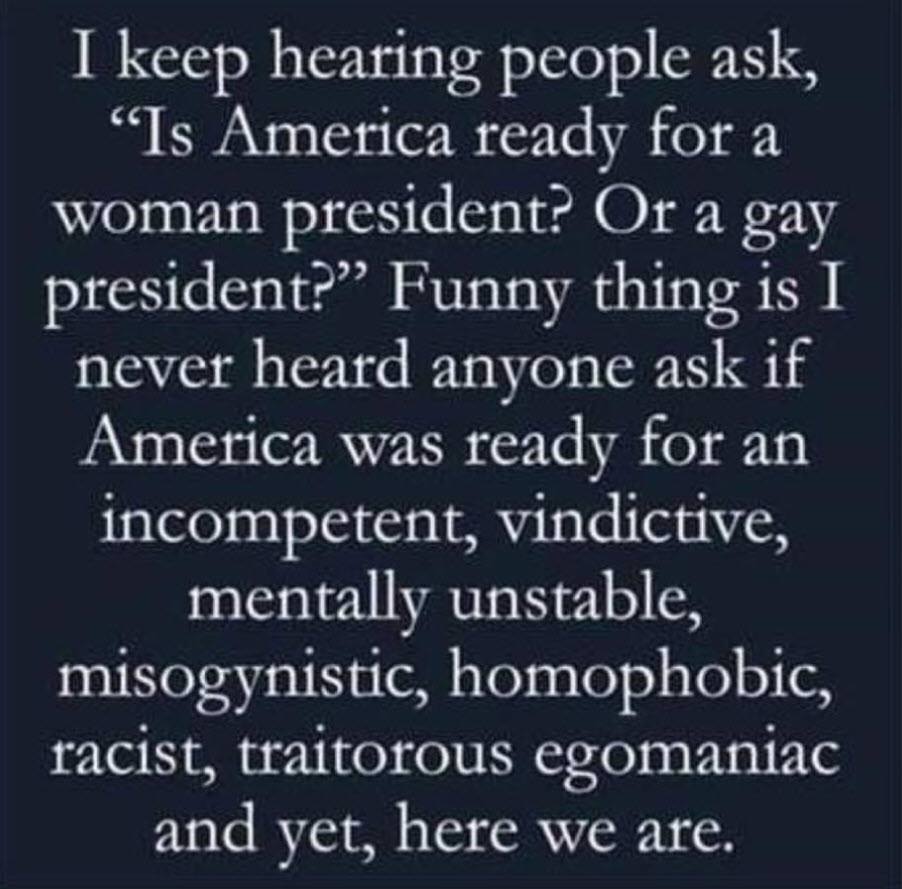 I keep hearing people ask,
“Is America ready for a
woman president? Or a gay
president?” Funny thing is I
never heard anyone ask if
America was ready for an
incompetent, vindictive,
mentally unstable,
misogynistic, homophobic,
racist, traitorous egomaniac
and yet, here we are.